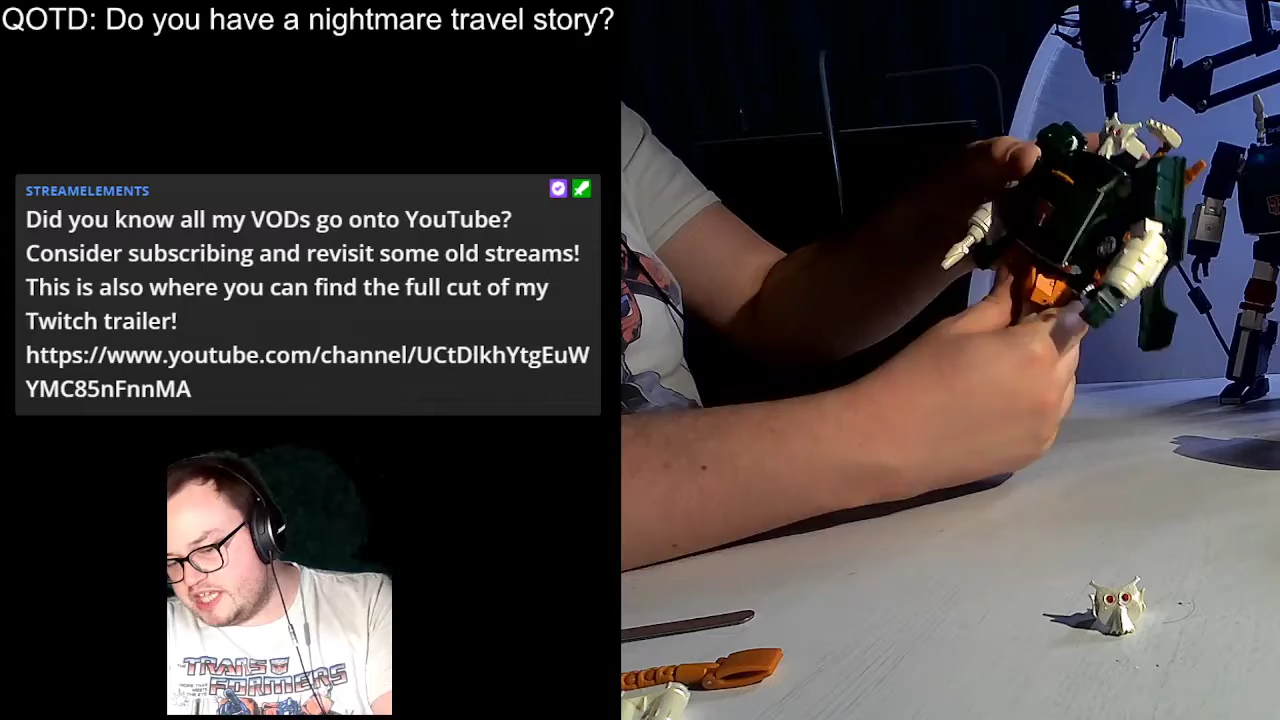 QOTD: Do you have a nightmare travel story?
STREAMELEMENTS
Did you know all my VODs go onto YouTube?
Consider subscribing and revisit some old streams!
This is also where you can find the full cut of my
Twitch trailer!
https://www.youtube.com/channel/UCtDlkhYtgEuW
YMC85nFnnMA
TRANS
FORMERS